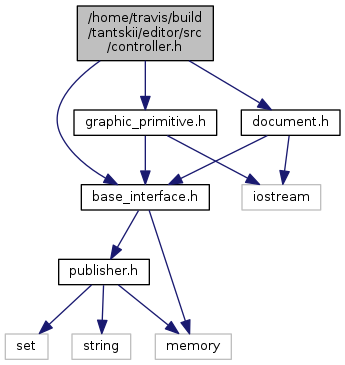 /home/travis/build
/tantskii/editor/src
/controller.h
graphic_primitive.h
document.h
base_interface.h
iostream
publisher.h
set
string
memory